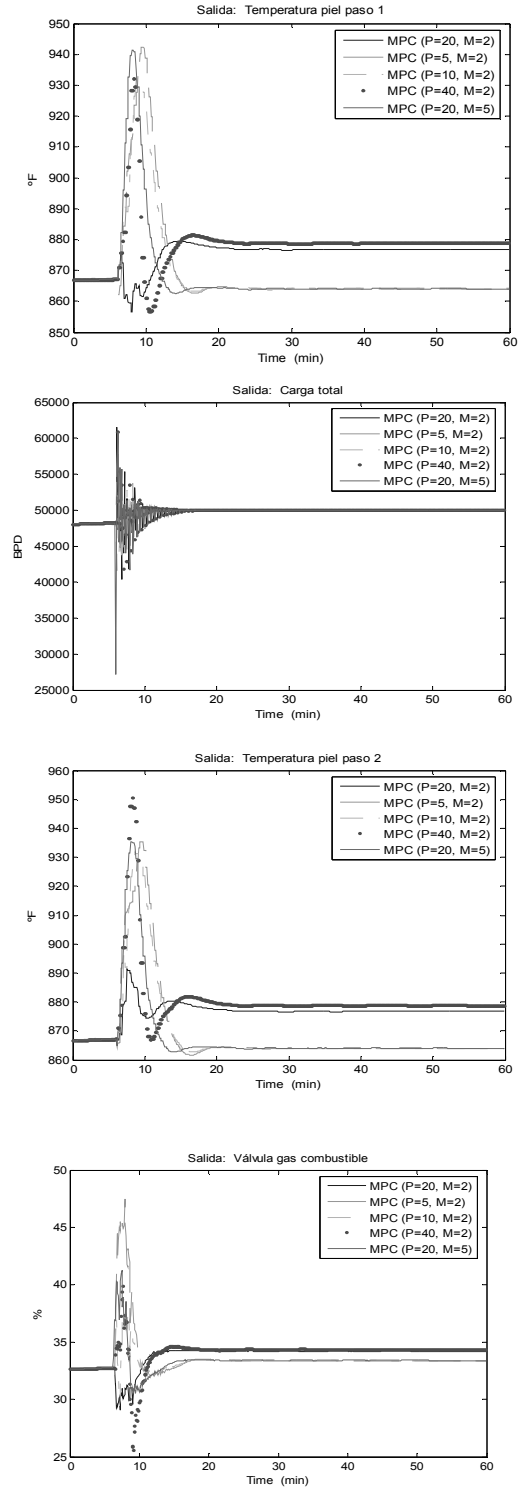 Salida: Temperatura piel paso 1
950
940
930
920
910
900
890
880
870
860
850
ºF
0 10 20 30 40 50 60
Time (min)
MPC (P=20, M=2)
MPC (P=5, M=2)
MPC (P=10, M=2)
MPC (P=40, M=2)
MPC (P=20, M=5)
Salida: Carga total
65000
60000
55000
50000
45000
40000
35000
30000
25000
BPD
0 10 20 30 40 50 60
Time (min)
MPC (P=20, M=2)
MPC (P=5, M=2)
MPC (P=10, M=2)
MPC (P=40, M=2)
MPC (P=20, M=5)
Salida: Temperatura piel paso 2
960
950
940
930
920
910
900
890
880
870
860
ºF
0 10 20 30 40 50 60
Time (min)
MPC (P=20, M=2)
MPC (P=5, M=2)
MPC (P=10, M=2)
MPC (P=40, M=2)
MPC (P=20, M=5)
Salida: Válvula gas combustible
50
45
40
35
30
25
%
0 10 20 30 40 50 60
Time (min)
MPC (P=20, M=2)
MPC (P=5, M=2)
MPC (P=10, M=2)
MPC (P=40, M=2)
MPC (P=20, M=5)